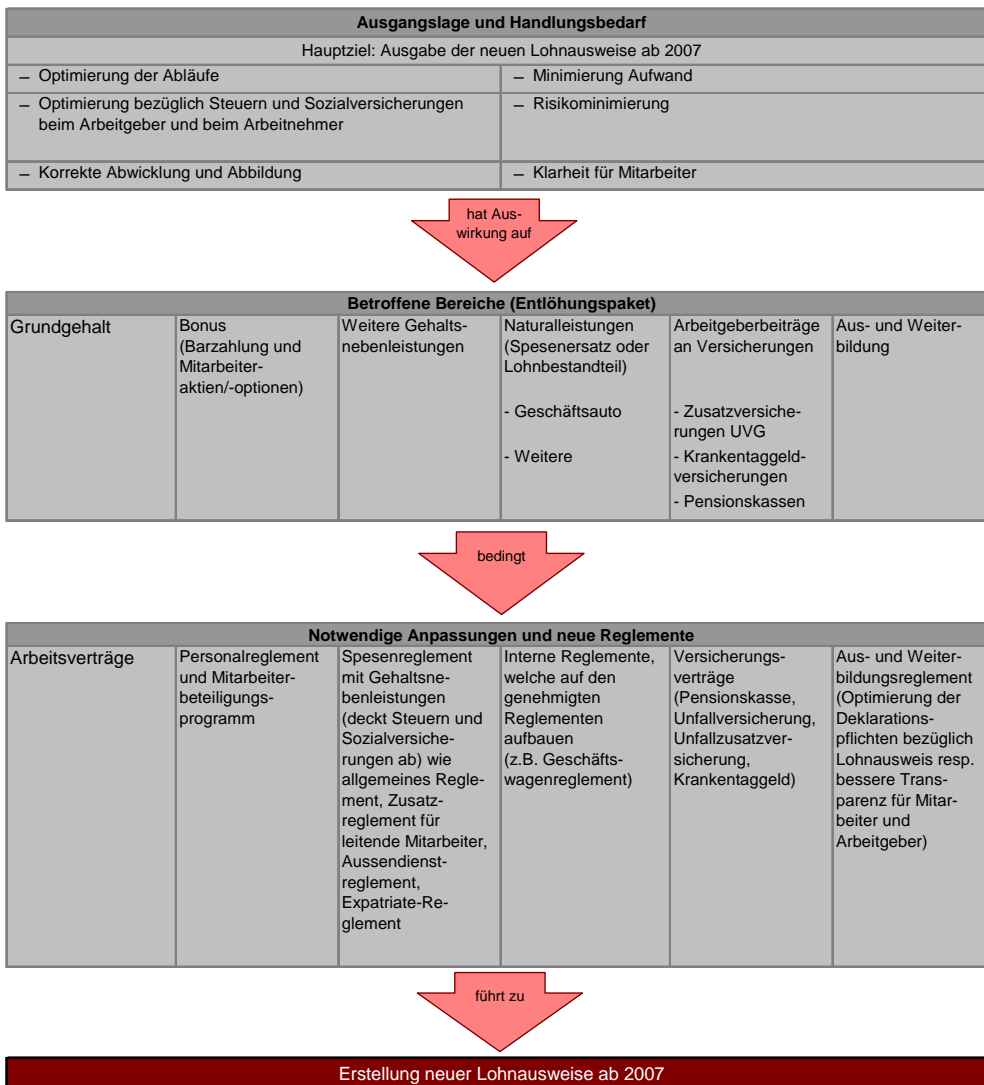 Ausgangslage und Handlungsbedarf
Hauptziel: Ausgabe der neuen Lohnausweise ab 2007
– Optimierung der Abläufe
– Minimierung Aufwand
– Optimierung bezüglich Steuern und Sozialversicherungen
beim Arbeitgeber und beim Arbeitnehmer
– Risikominimierung
– Korrekte Abwicklung und Abbildung
– Klarheit für Mitarbeiter
hat Aus-
wirkung auf
Betroffene Bereiche (Entlöhungspaket)
Grundgehalt
Bonus
(Barzahlung und
Mitarbeiter-
aktien/-optionen)
Weitere Gehalts-
nebenleistungen
Naturalleistungen
(Spesenersatz oder
Lohnbestandteil)
- Geschäftsauto
- Weitere
Arbeitgeberbeiträge
an Versicherungen
- Zusatzversiche-
rungen UVG
- Krankentaggeld-
versicherungen
- Pensionskassen
Aus- und Weiter-
bildung
bedingt
Notwendige Anpassungen und neue Reglemente
Arbeitsverträge
Personalreglement
und Mitarbeiter-
beteiligungs-
programm
Spesenreglement
mit Gehaltsne-
benleistungen
(deckt Steuern und
Sozialversiche-
rungen ab) wie
allgemeines Regle-
ment, Zusatz-
reglement für
leitende Mitarbeiter,
Aussendienst-
reglement,
Expatriate-Re-
glement
Interne Reglemente,
welche auf den
genehmigten
Reglementen
aufbauen
(z.B. Geschäfts-
wagenreglement)
Versicherungs-
verträge
(Pensionskasse,
Unfallversicherung,
Unfallzusatzver-
sicherung,
Krankentaggeld)
Aus- und Weiter-
bildungsreglement
(Optimierung der
Deklarations-
pflichten bezüglich
Lohnausweis resp.
bessere Trans-
parenz für Mitar-
beiter und
Arbeitgeber)
führt zu
Erstellung neuer Lohnausweise ab 2007